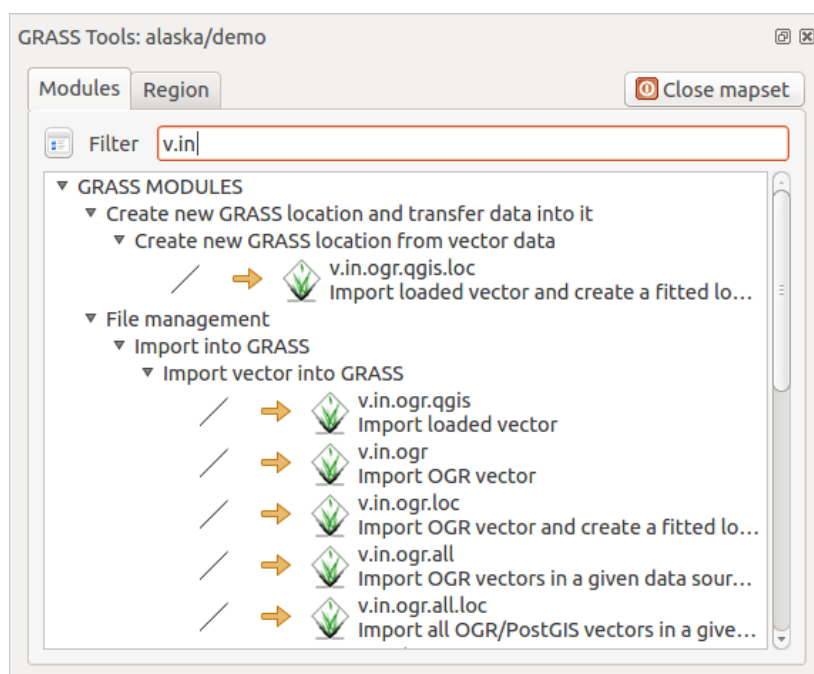 GRASS Tools: alaska/demo
Modules Region Close mapset
Filter v.in
GRASS MODULES
Create new GRASS location and transfer data into it
Create new GRASS location from vector data
v.in.ogr.qgis.loc
Import loaded vector and create a fitted lo...
File management
Import into GRASS
Import vector into GRASS
v.in.ogr.qgis
Import loaded vector
v.in.ogr
Import OGR vector
v.in.ogr.loc
Import OGR vector and create a fitted lo...
v.in.ogr.all
Import OGR vectors in a given data sour...
v.in.ogr.all.loc
Import all OGR/PostGIS vectors in a give...